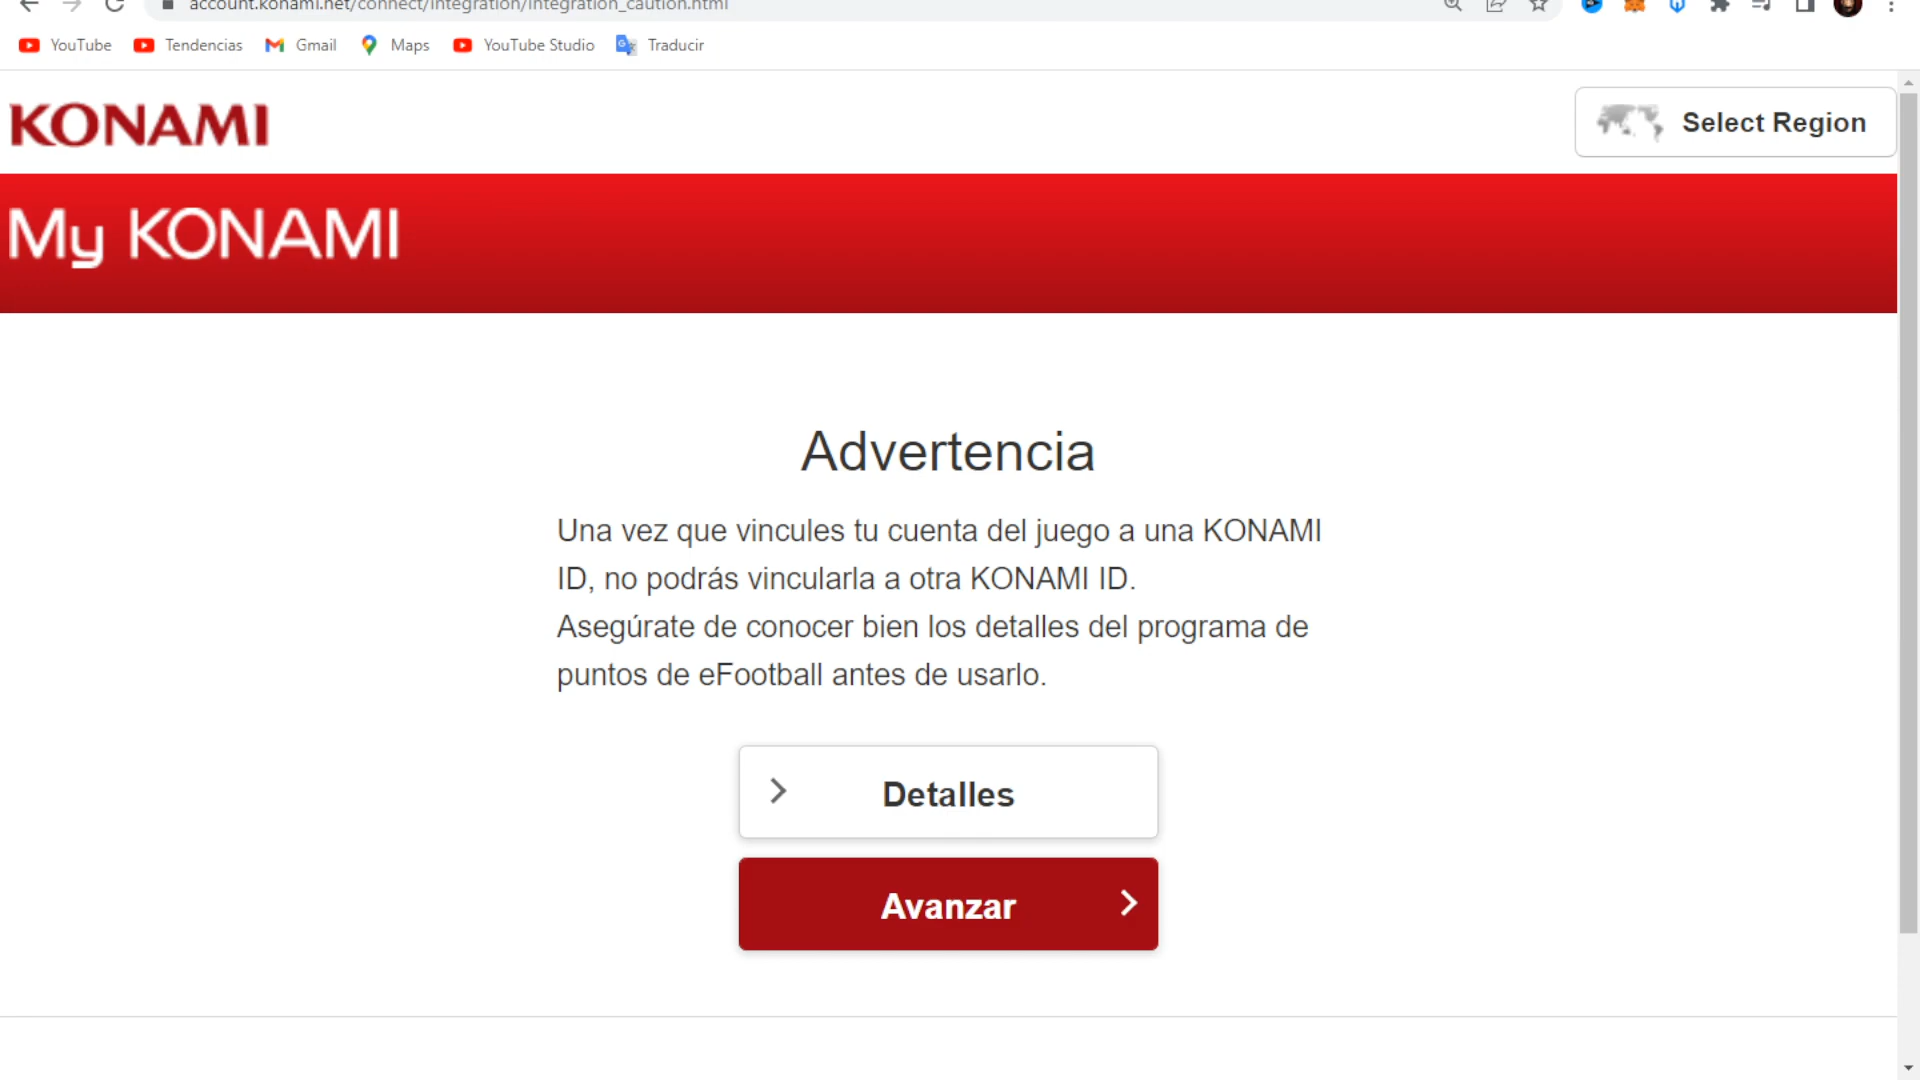 account.konami.net/connect/integration/integration_caution.html
YouTube Tendencias Gmail Maps YouTube Studio Traducir
KONAMI
Select Region
My KONAMI
Advertencia
Una vez que vincules tu cuenta del juego a una KONAMI
ID, no podrás vincularla a otra KONAMI ID.
Asegúrate de conocer bien los detalles del programa de
puntos de eFootball antes de usarlo.
Detalles
Avanzar